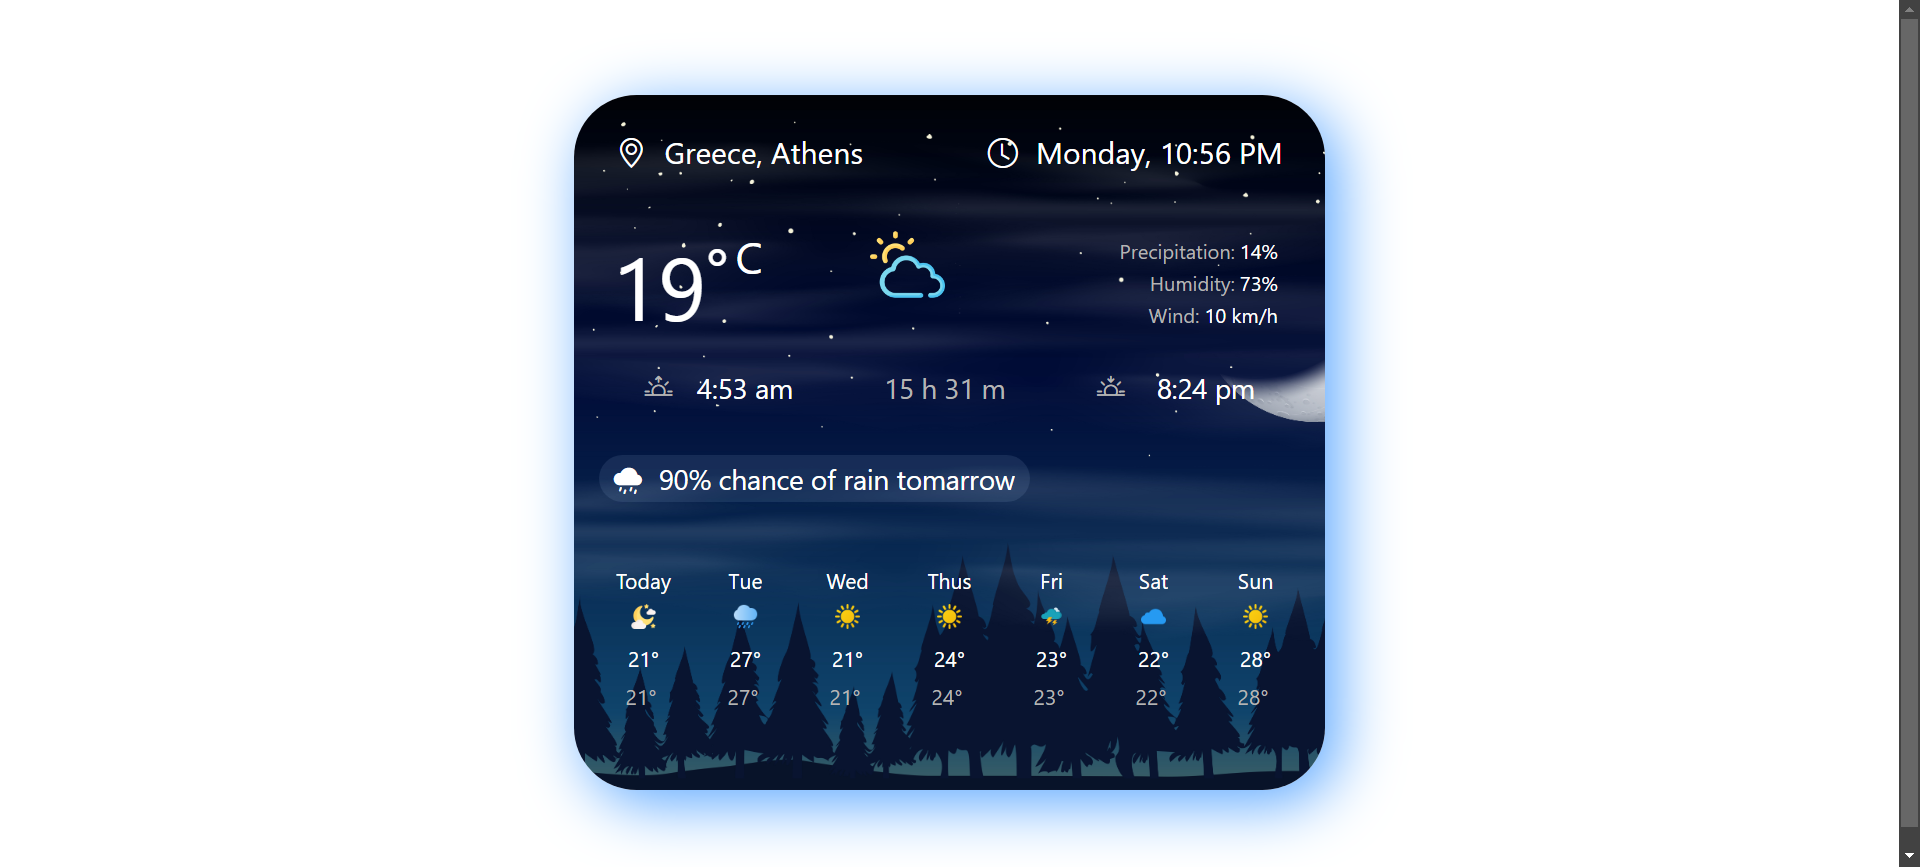 Greece, Athens
Monday, 10:56 PM
19°C
Precipitation: 14%
Humidity: 73%
Wind: 10 km/h
4:53 am
15 h 31 m
8:24 pm
90% chance of rain tomarrow
Today Tue Wed Thus Fri Sat Sun
21° 27° 21° 24° 23° 22° 28°
21° 27° 21° 24° 23° 22° 28°